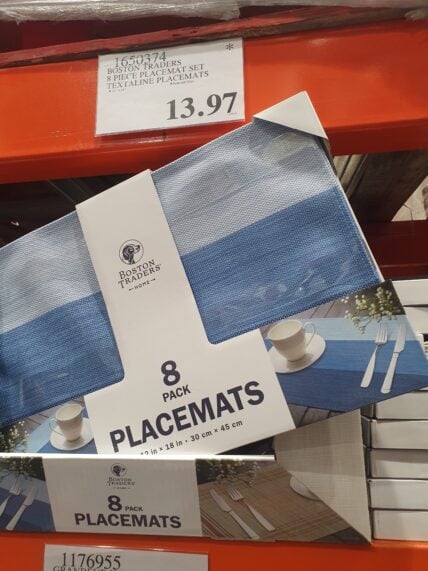 1650374 *
BOSTON TRADERS
8 PIECE PLACEMAT SET
TEXTALINE PLACEMATS
13.97
BOSTON
TRADERS
HOME
8
PACK
PLACEMATS
12 in × 18 in • 30 cm × 45 cm
BOSTON
TRADERS
8
PACK
PLACEMATS
1176955